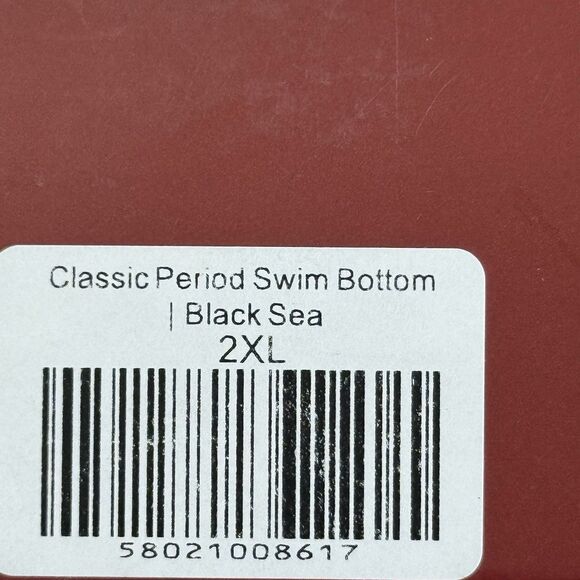 Classic Period Swim Bottom
| Black Sea
2XL
58021008617